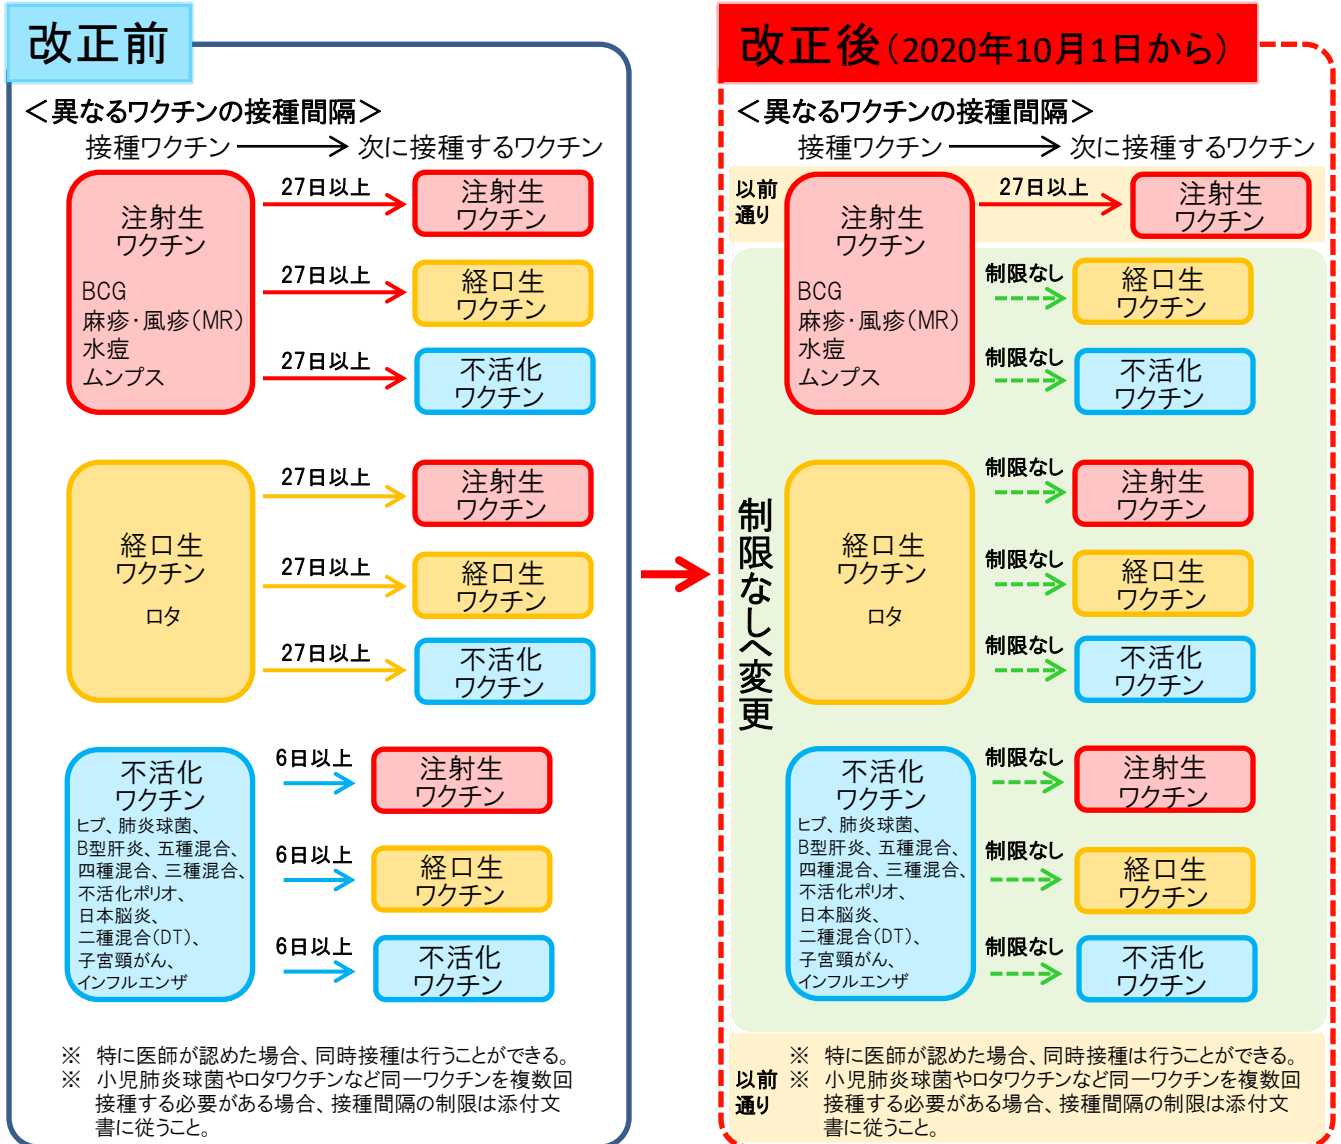 改正前
＜異なるワクチンの接種間隔＞
接種ワクチン
次に接種するワクチン
注射生
ワクチン
BCG
麻疹・風疹(MR)
水痘
ムンプス
27日以上
注射生
ワクチン
27日以上
経口生
ワクチン
27日以上
不活化
ワクチン
経口生
ワクチン
ロタ
27日以上
注射生
ワクチン
27日以上
経口生
ワクチン
27日以上
不活化
ワクチン
不活化
ワクチン
ヒブ、肺炎球菌、
B型肝炎、五種混合、
四種混合、三種混合、
不活化ポリオ、
日本脳炎、
二種混合(DT)、
子宮頸がん、
インフルエンザ
6日以上
注射生
ワクチン
6日以上
経口生
ワクチン
6日以上
不活化
ワクチン
※ 特に医師が認めた場合、同時接種は行うことができる。
※ 小児肺炎球菌やロタワクチンなど同一ワクチンを複数回
接種する必要がある場合、接種間隔の制限は添付文
書に従うこと。
改正後(2020年10月1日から)
＜異なるワクチンの接種間隔＞
接種ワクチン
次に接種するワクチン
以前
通り
注射生
ワクチン
BCG
麻疹・風疹(MR)
水痘
ムンプス
27日以上
注射生
ワクチン
制限なし
経口生
ワクチン
制限なし
不活化
ワクチン
制限なしへ変更
経口生
ワクチン
ロタ
制限なし
注射生
ワクチン
制限なし
経口生
ワクチン
制限なし
不活化
ワクチン
不活化
ワクチン
ヒブ、肺炎球菌、
B型肝炎、五種混合、
四種混合、三種混合、
不活化ポリオ、
日本脳炎、
二種混合(DT)、
子宮頸がん、
インフルエンザ
制限なし
注射生
ワクチン
制限なし
経口生
ワクチン
制限なし
不活化
ワクチン
以前
通り
※ 特に医師が認めた場合、同時接種は行うことができる。
※ 小児肺炎球菌やロタワクチンなど同一ワクチンを複数回
接種する必要がある場合、接種間隔の制限は添付文
書に従うこと。